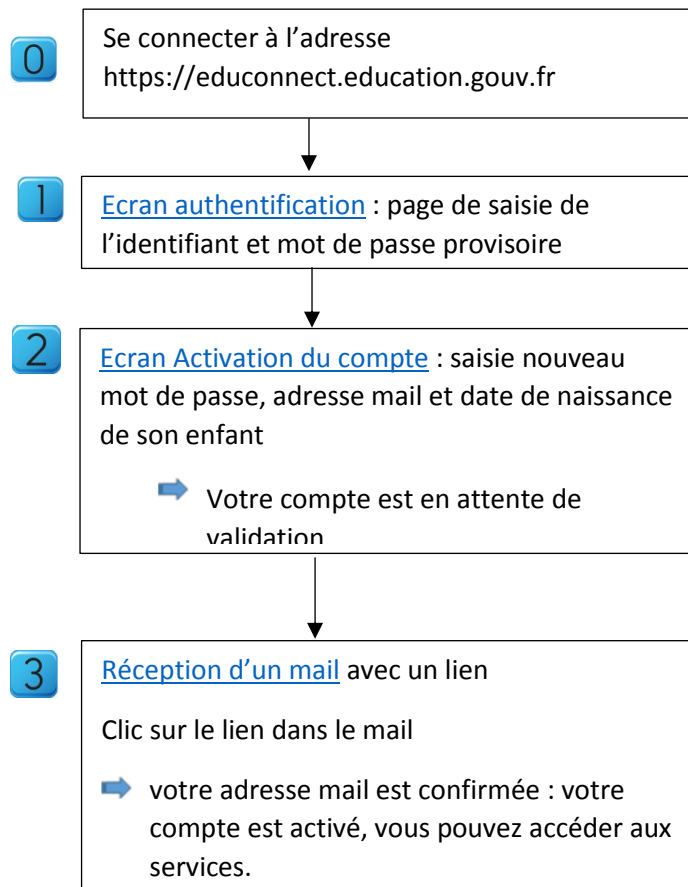 0
Se connecter à l’adresse
https://educonnect.education.gouv.fr
1
Ecran authentification : page de saisie de
l’identifiant et mot de passe provisoire
2
Ecran Activation du compte : saisie nouveau
mot de passe, adresse mail et date de naissance
de son enfant
Votre compte est en attente de
validation
3
Réception d’un mail avec un lien
Clic sur le lien dans le mail
votre adresse mail est confirmée : votre
compte est activé, vous pouvez accéder aux
services.